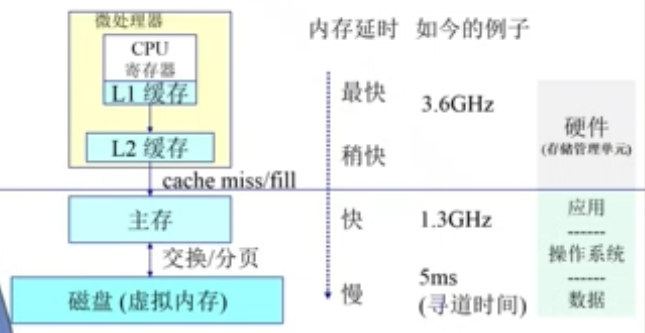 微处理器
CPU
寄存器
L1 缓存
L2 缓存
cache miss/fill
主存
交换/分页
磁盘 (虚拟内存)
内存延时 如今的例子
最快
3.6GHz
稍快
快
1.3GHz
慢
5ms
(寻道时间)
硬件
(存储管理单元)
应用
------
操作系统
------
数据